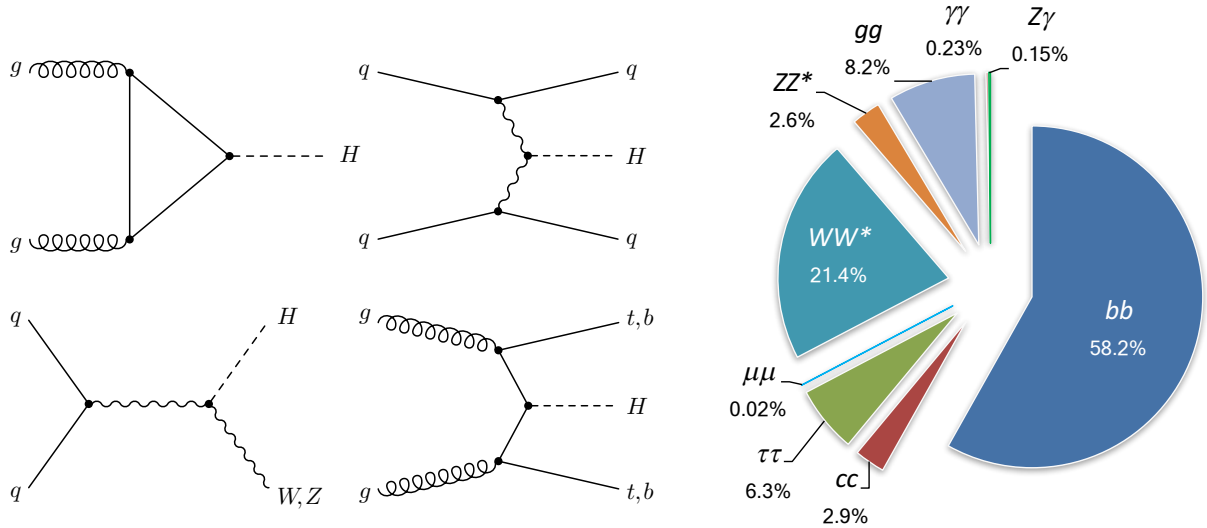 g
g
H
q
q
H
q
q
q
q
H
W, Z
g
t, b
H
g
t, b
bb
58.2%
cc
2.9%
ττ
6.3%
μμ
0.02%
WW*
21.4%
ZZ*
2.6%
gg
8.2%
γγ
0.23%
Zγ
0.15%